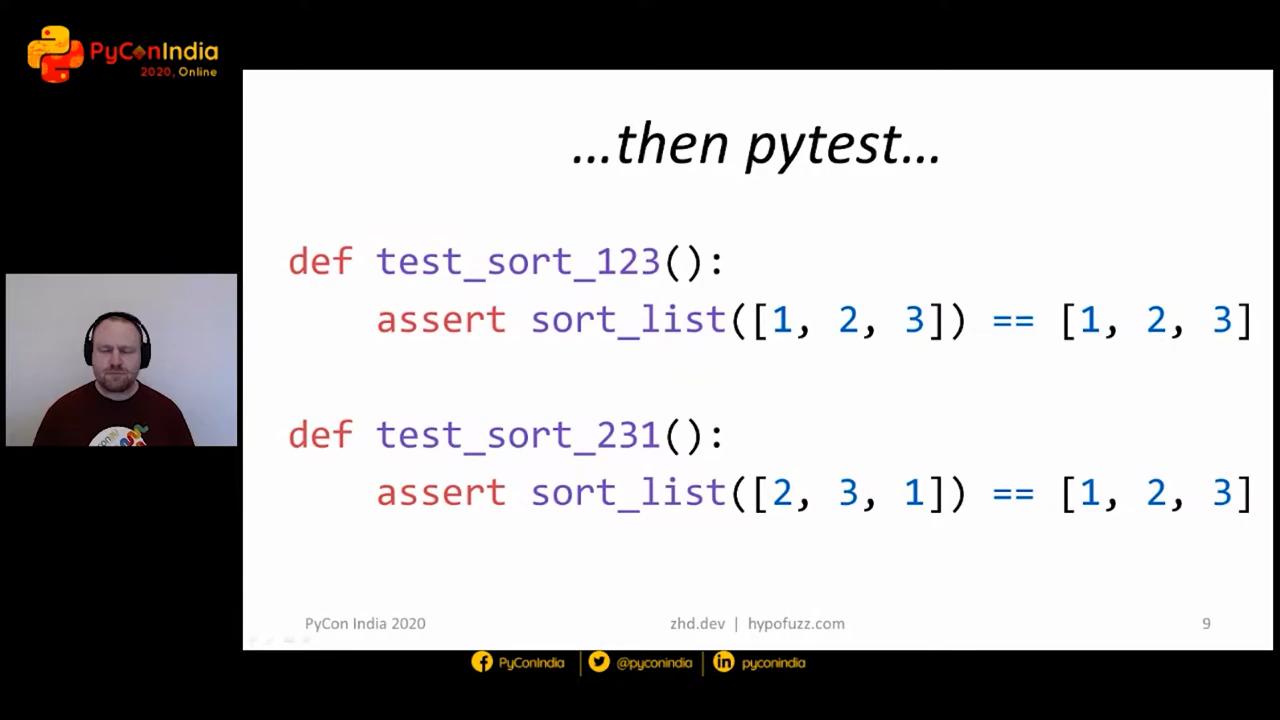 PyConIndia
2020, Online
…then pytest…
def test_sort_123():
    assert sort_list([1, 2, 3]) == [1, 2, 3]
def test_sort_231():
    assert sort_list([2, 3, 1]) == [1, 2, 3]
PyCon India 2020
zhd.dev | hypofuzz.com
9
PyConIndia
@pyconindia
pyconindia